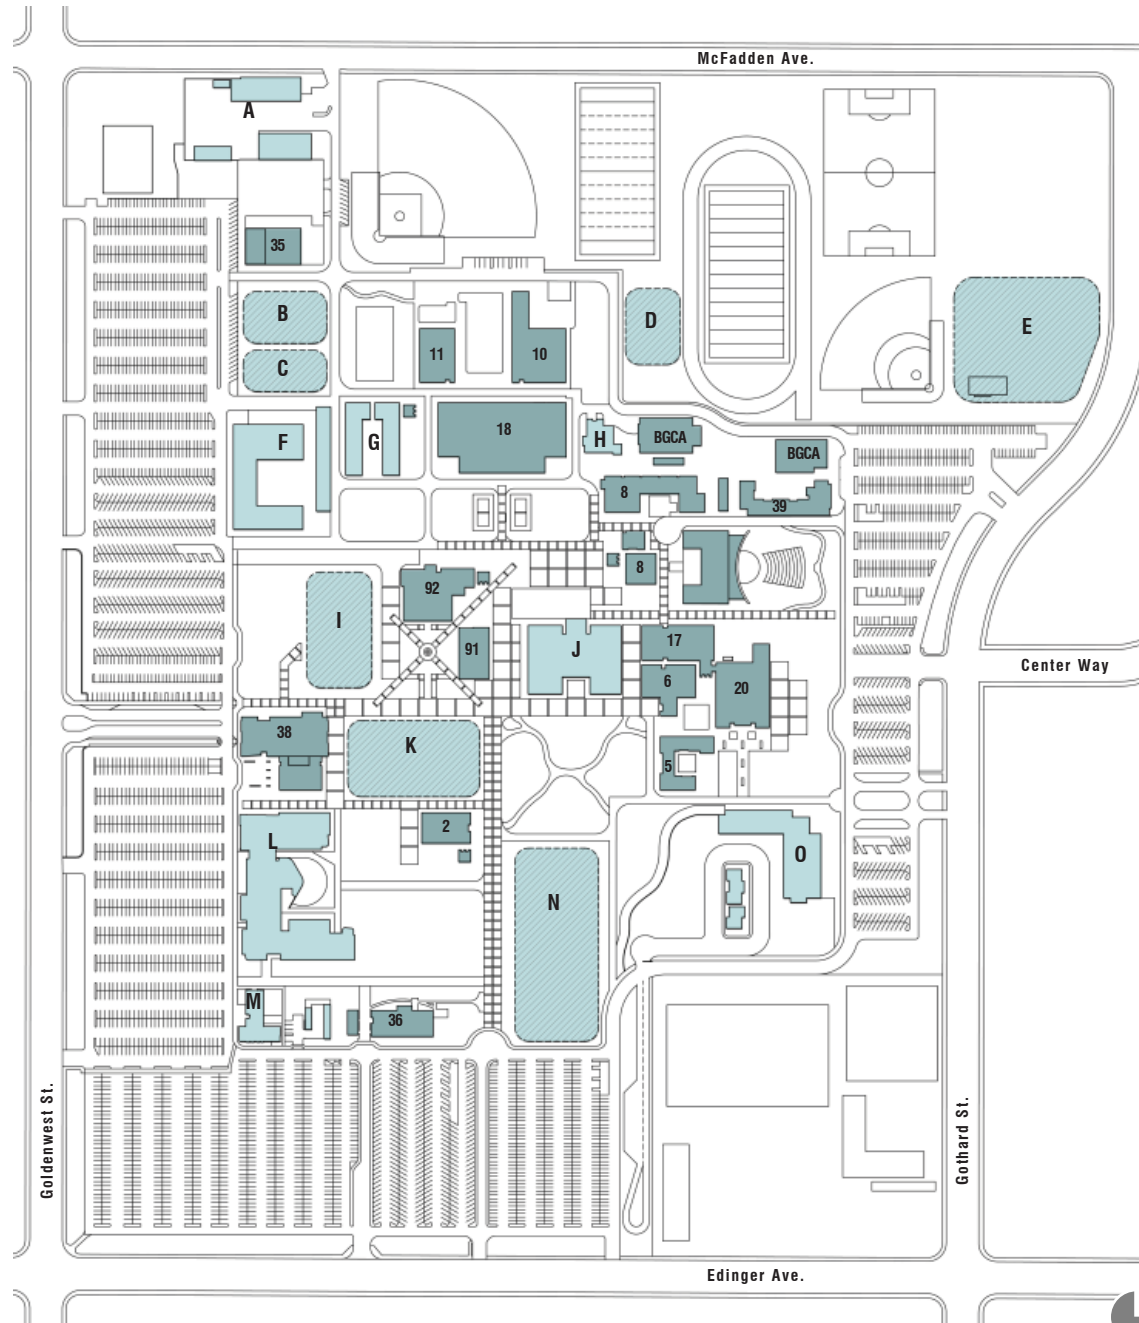 McFadden Ave.
A
35
B
D
E
C
11
10
F
G
18
H
BGCA
BGCA
8
39
8
92
I
91
J
17
6
20
Center Way
38
K
5
2
L
O
N
M
36
Goldenwest St.
Gothard St.
Edinger Ave.